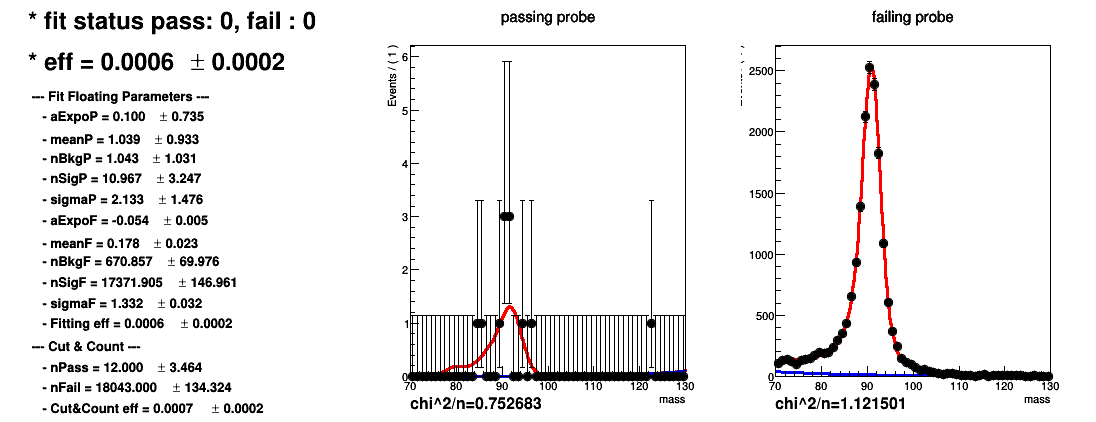 * fit status pass: 0, fail : 0
* eff = 0.0006 ± 0.0002
--- Fit Floating Parameters ---
- aExpoP = 0.100 ± 0.735
- meanP = 1.039 ± 0.933
- nBkgP = 1.043 ± 1.031
- nSigP = 10.967 ± 3.247
- sigmaP = 2.133 ± 1.476
- aExpoF = -0.054 ± 0.005
- meanF = 0.178 ± 0.023
- nBkgF = 670.857 ± 69.976
- nSigF = 17371.905 ± 146.961
- sigmaF = 1.332 ± 0.032
- Fitting eff = 0.0006 ± 0.0002
--- Cut & Count ---
- nPass = 12.000 ± 3.464
- nFail = 18043.000 ± 134.324
- Cut&Count eff = 0.0007 ± 0.0002
passing probe
Events / ( 1 )
6
5
4
3
2
1
0
70 80 90 100 110 120 130
mass
chi^2/n=0.752683
failing probe
2500
2000
1500
1000
500
0
70 80 90 100 110 120 130
mass
chi^2/n=1.121501